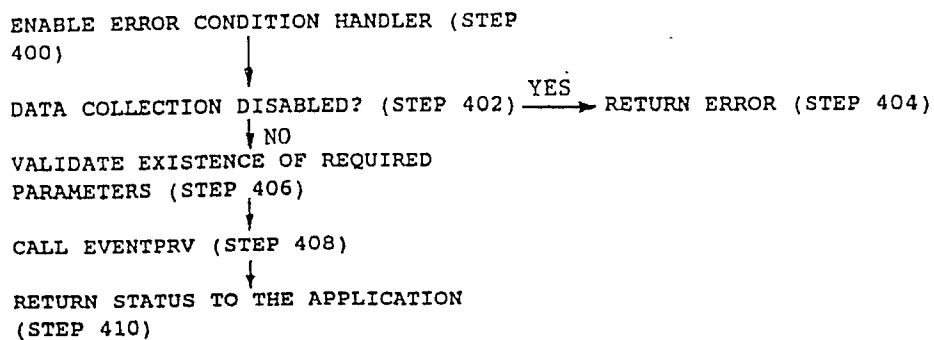 ENABLE ERROR CONDITION HANDLER (STEP
400)
DATA COLLECTION DISABLED? (STEP 402) YES RETURN ERROR (STEP 404)
NO
VALIDATE EXISTENCE OF REQUIRED
PARAMETERS (STEP 406)
CALL EVENTPRV (STEP 408)
RETURN STATUS TO THE APPLICATION
(STEP 410)